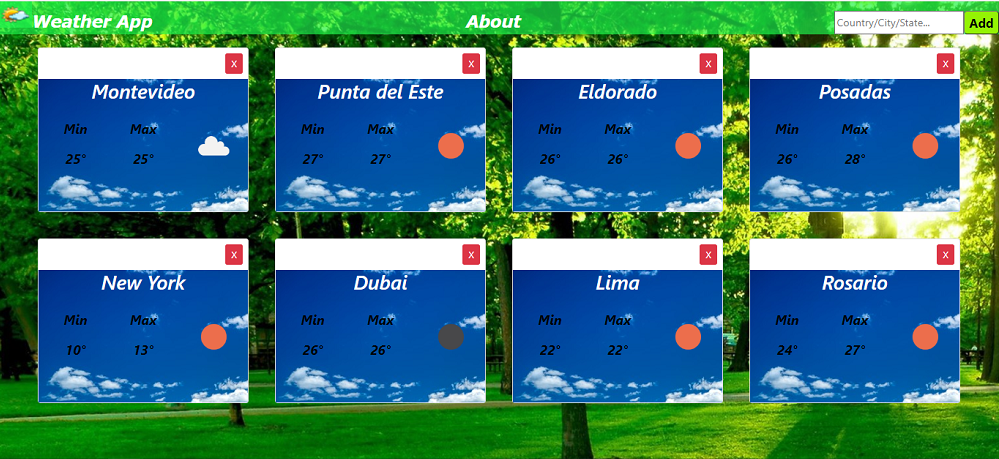 Weather App About Country/City/State... Add
X X X X
Montevideo Punta del Este Eldorado Posadas
Min Max Min Max Min Max Min Max
25° 25° 27° 27° 26° 26° 26° 28°
X X X X
New York Dubai Lima Rosario
Min Max Min Max Min Max Min Max
10° 13° 26° 26° 22° 22° 24° 27°